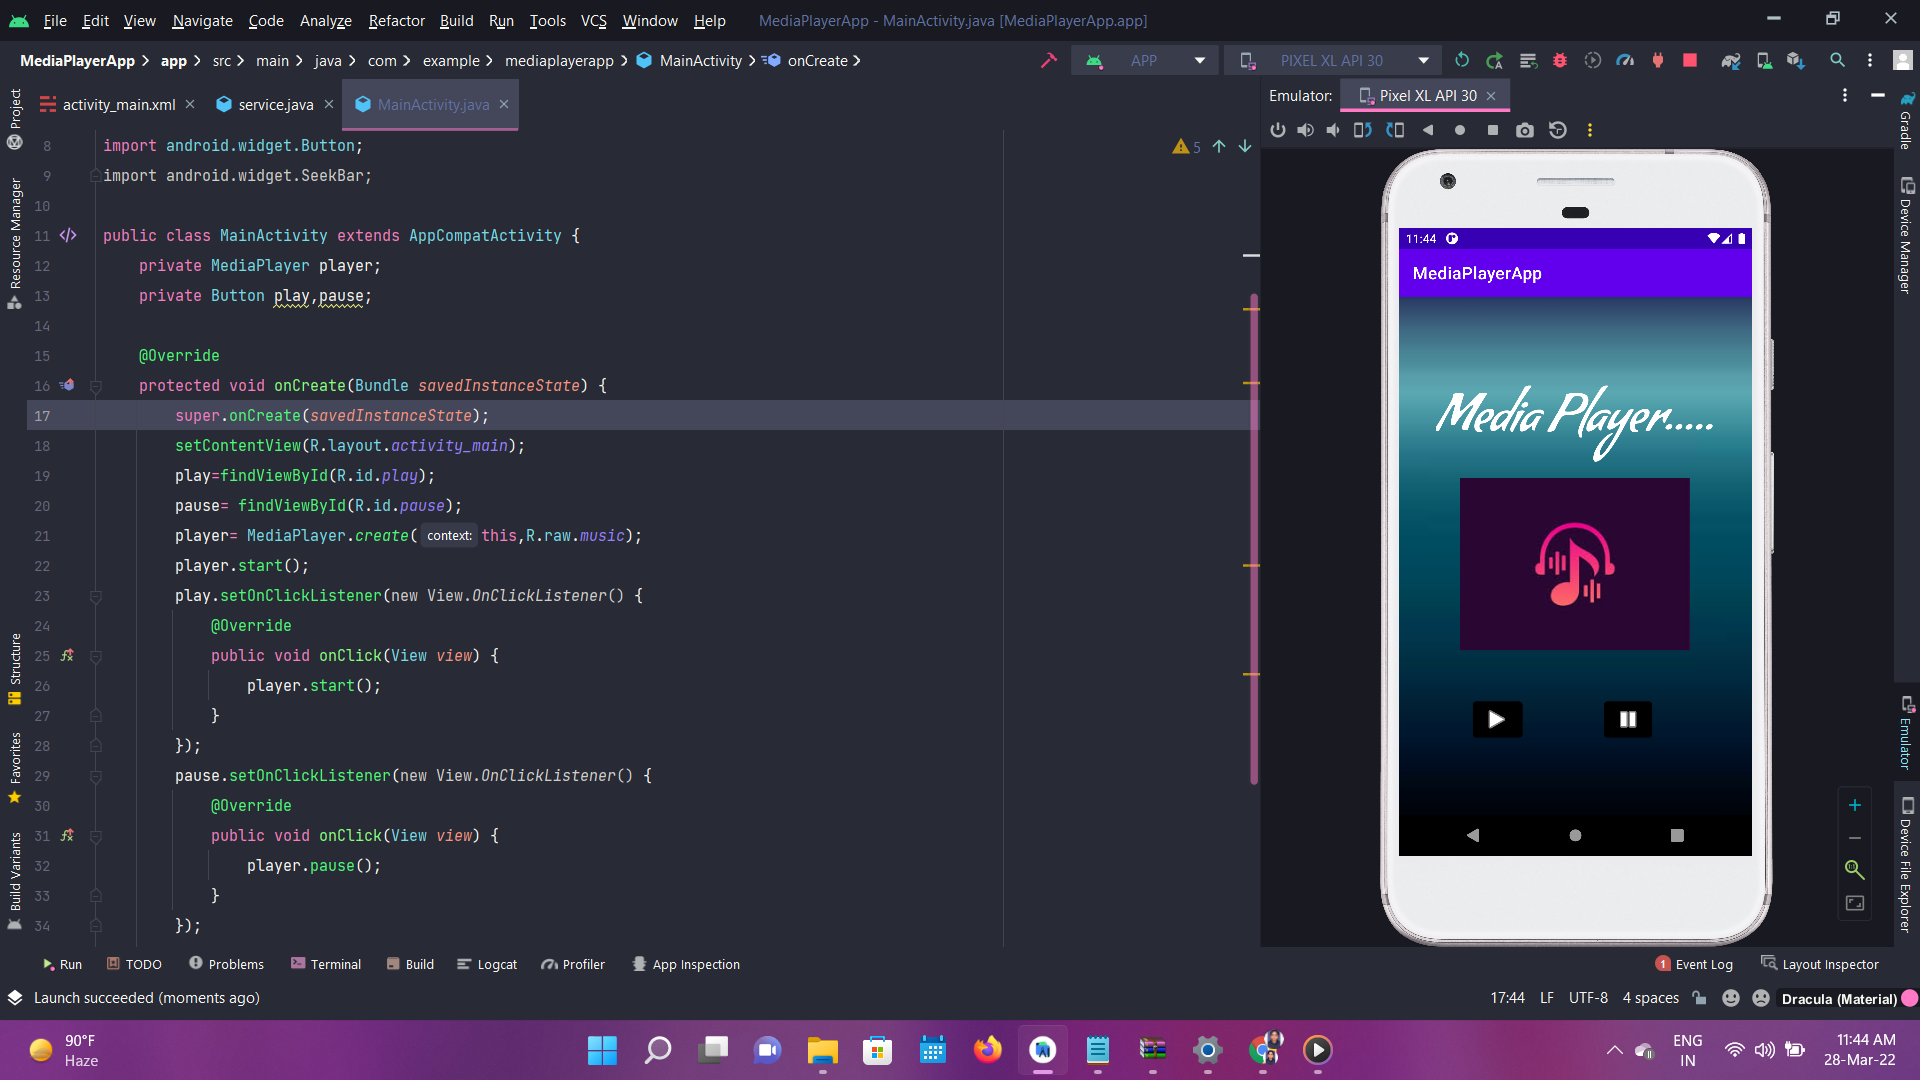 File Edit View Navigate Code Analyze Refactor Build Run Tools VCS Window Help MediaPlayerApp - MainActivity.java [MediaPlayerApp.app]
MediaPlayerApp app src main java com example mediaplayerapp MainActivity onCreate APP PIXEL XL API 30
activity_main.xml service.java MainActivity.java
Emulator: Pixel XL API 30
Project
Resource Manager
Structure
Favorites
Build Variants
5
8 import android.widget.Button;
9 import android.widget.SeekBar;
10
11 public class MainActivity extends AppCompatActivity {
12 private MediaPlayer player;
13 private Button play,pause;
14
15 @Override
16 protected void onCreate(Bundle savedInstanceState) {
17 super.onCreate(savedInstanceState);
18 setContentView(R.layout.activity_main);
19 play=findViewById(R.id.play);
20 pause= findViewById(R.id.pause);
21 player= MediaPlayer.create( context: this,R.raw.music);
22 player.start();
23 play.setOnClickListener(new View.OnClickListener() {
24 @Override
25 public void onClick(View view) {
26 player.start();
27 }
28 });
29 pause.setOnClickListener(new View.OnClickListener() {
30 @Override
31 public void onClick(View view) {
32 player.pause();
33 }
34 });
11:44
MediaPlayerApp
Media Player.....
Gradle
Device Manager
Emulator
Device File Explorer
Run TODO Problems Terminal Build Logcat Profiler App Inspection 1 Event Log Layout Inspector
Launch succeeded (moments ago) 17:44 LF UTF-8 4 spaces Dracula (Material)
90°F
Haze
ENG
IN
11:44 AM
28-Mar-22